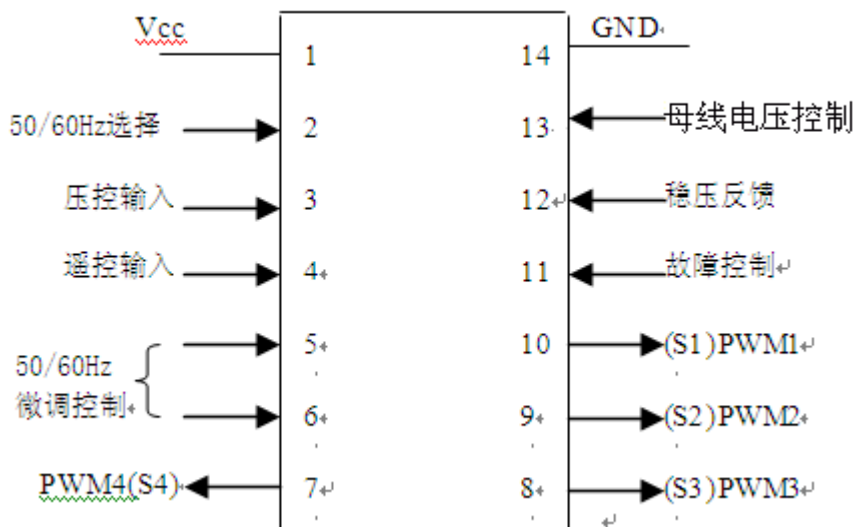 Vcc 1 14 GND
50/60Hz选择 2 13 母线电压控制
压控输入 3 12 稳压反馈
遥控输入 4 11 故障控制
5 10 (S1)PWM1
50/60Hz
微调控制
6 9 (S2)PWM2
PWM4(S4) 7 8 (S3)PWM3